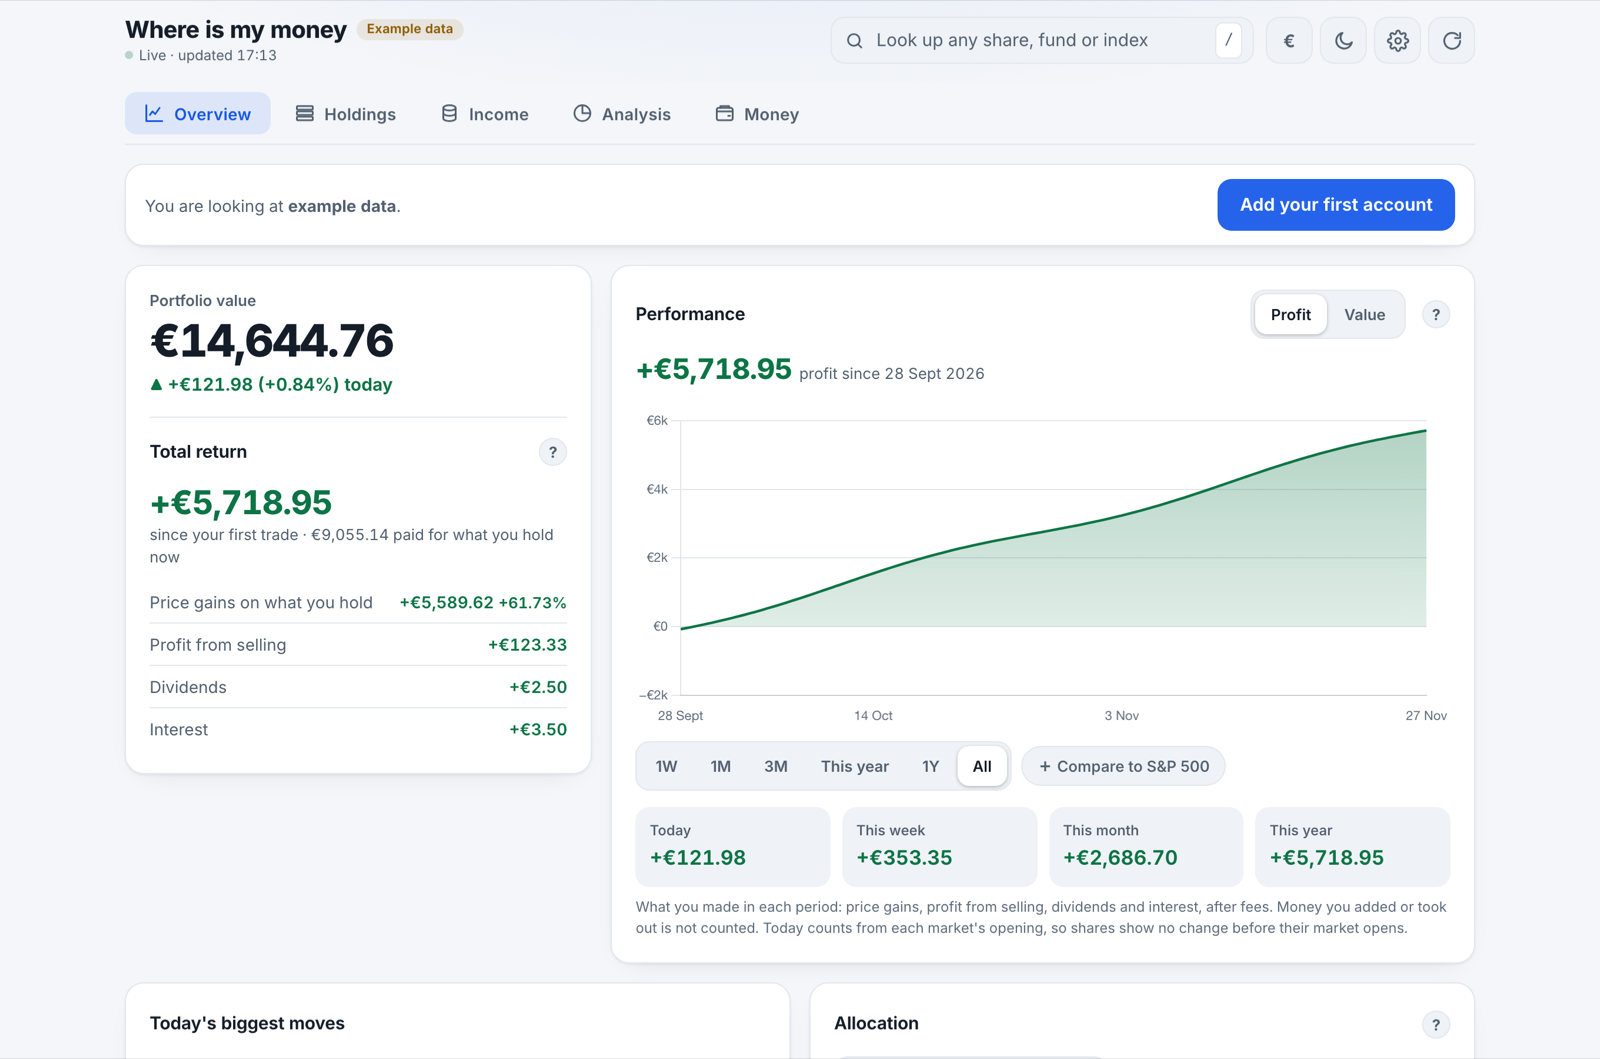 Where is my money
Example data
Live · updated 17:13
Look up any share, fund or index
/
€
Overview
Holdings
Income
Analysis
Money
You are looking at example data.
Add your first account
Portfolio value
€14,644.76
▲ +€121.98 (+0.84%) today
Total return
?
+€5,718.95
since your first trade · €9,055.14 paid for what you hold
now
Price gains on what you hold +€5,589.62 +61.73%
Profit from selling +€123.33
Dividends +€2.50
Interest +€3.50
Performance
Profit
Value
?
+€5,718.95 profit since 28 Sept 2026
€6k
€4k
€2k
€0
−€2k
28 Sept
14 Oct
3 Nov
27 Nov
1W
1M
3M
This year
1Y
All
+ Compare to S&P 500
Today
+€121.98
This week
+€353.35
This month
+€2,686.70
This year
+€5,718.95
What you made in each period: price gains, profit from selling, dividends and interest, after fees. Money you added or took
out is not counted. Today counts from each market's opening, so shares show no change before their market opens.
Today's biggest moves
Allocation
?